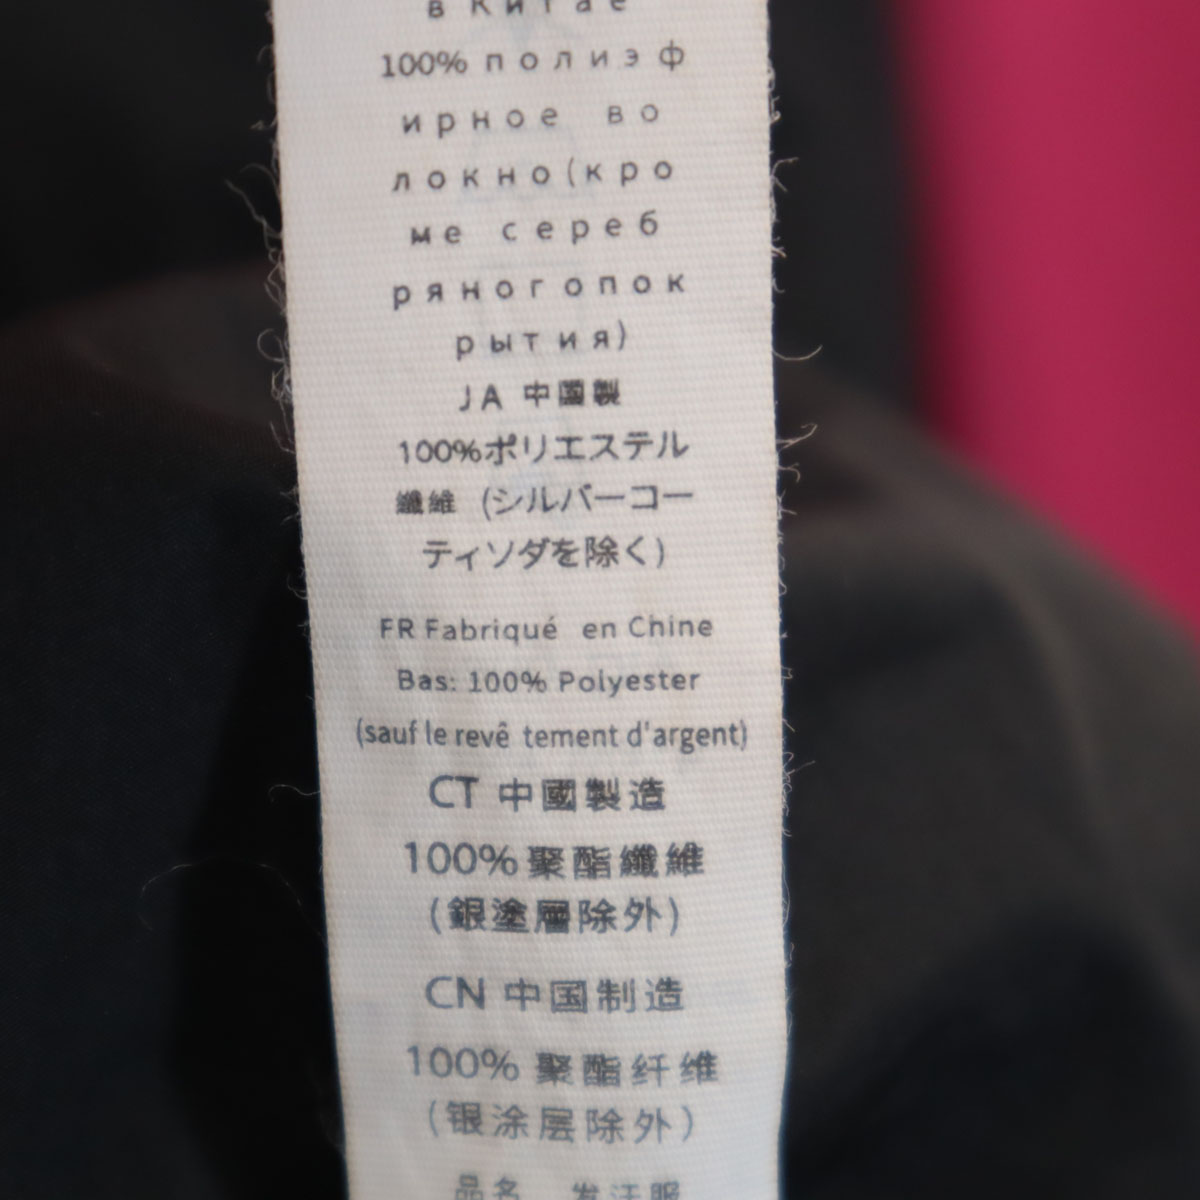 в Китае
100% полиэф
ирное во
локно(кро
ме сереб
ряногопок
рытия)
JA 中國製
100%ポリエステル
纖維 (シルバーコー
ティソダを除く)
FR Fabriqué en Chine
Bas: 100% Polyester
(sauf le revê tement d'argent)
CT 中國製造
100% 聚酯纖維
(銀塗層除外)
CN 中国制造
100% 聚酯纤维
(银涂层除外)
品名